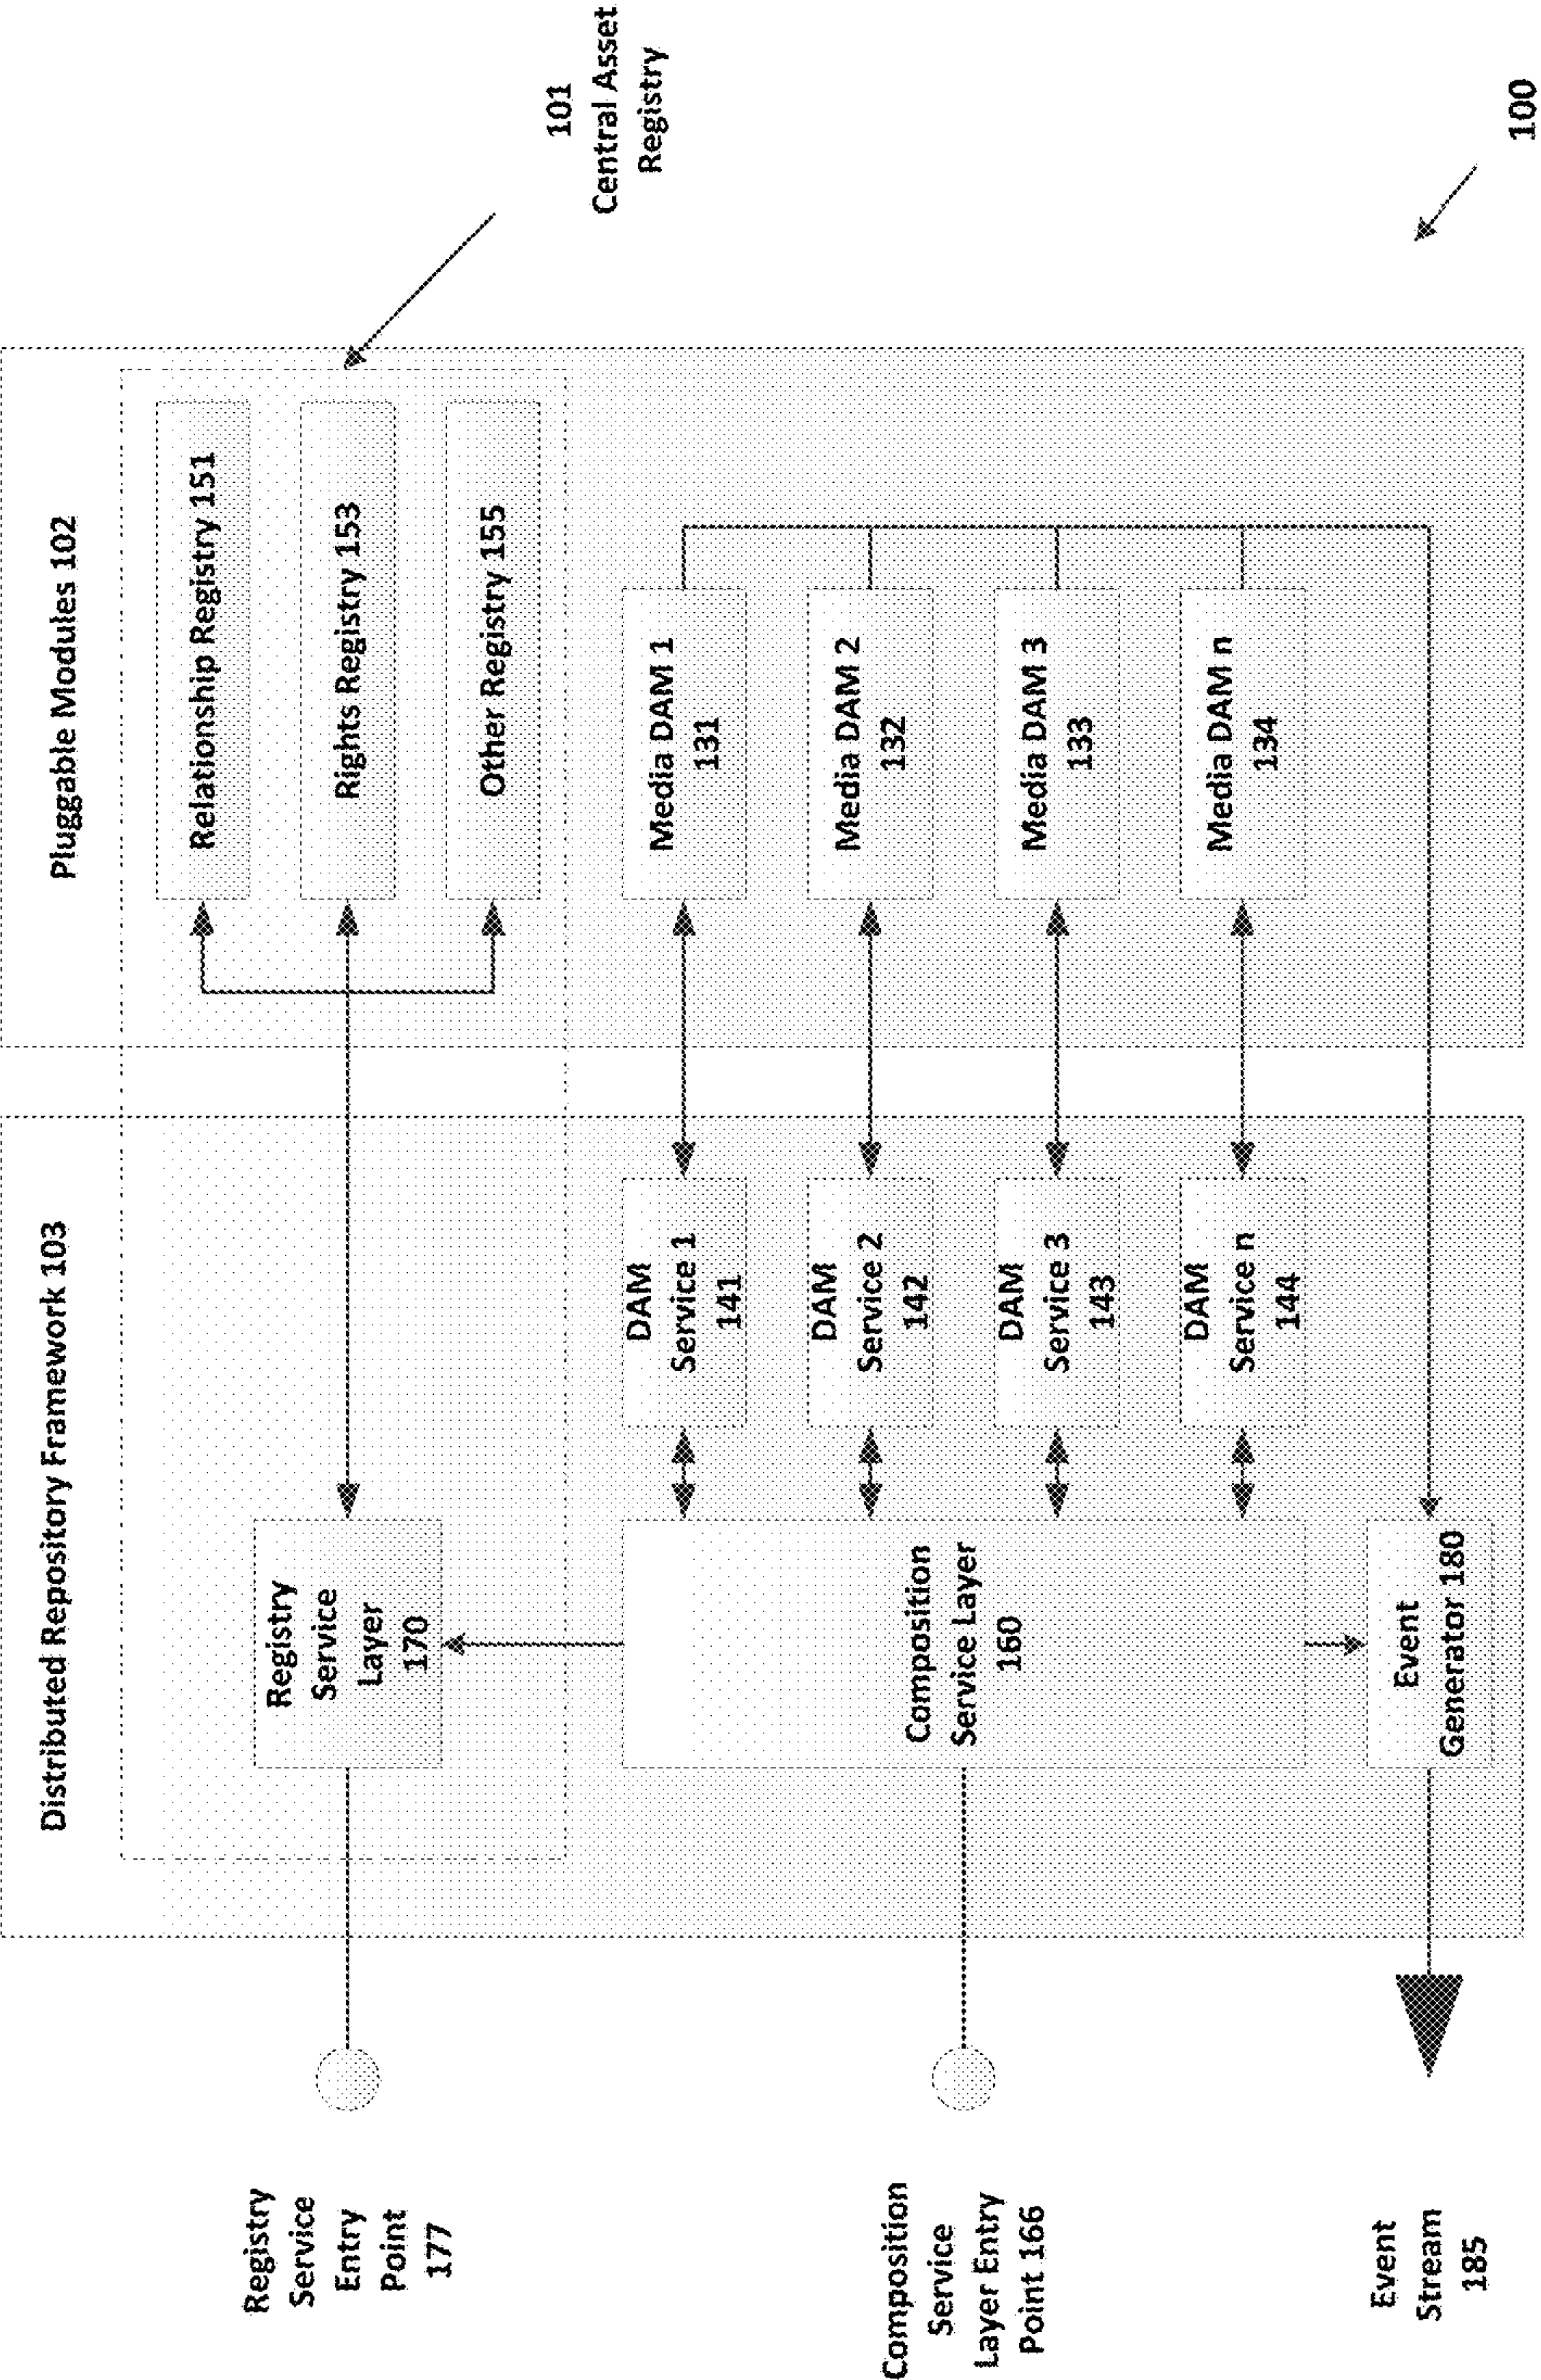 Distributed Repository Framework 103
Pluggable Modules 102
Registry
Service
Entry
Point
177
Registry
Service
Layer
170
Relationship Registry 151
Rights Registry 153
Other Registry 155
101
Central Asset
Registry
Composition
Service
Layer Entry
Point 166
Composition
Service Layer
160
DAM
Service 1
141
Media DAM 1
131
DAM
Service 2
142
Media DAM 2
132
DAM
Service 3
143
Media DAM 3
133
DAM
Service n
144
Media DAM n
134
Event
Stream
185
Event
Generator 180
100